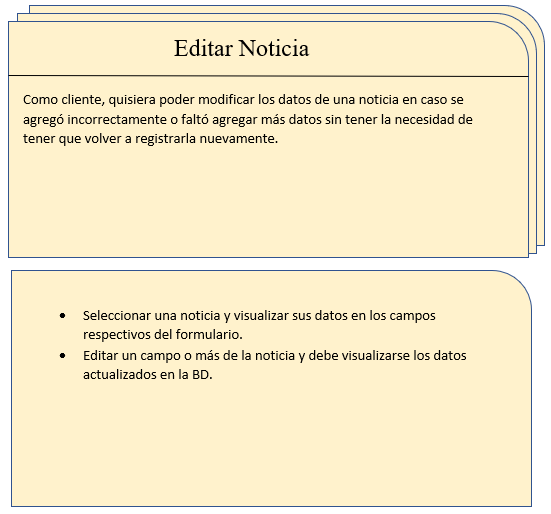 Editar Noticia
Como cliente, quisiera poder modificar los datos de una noticia en caso se
agregó incorrectamente o faltó agregar más datos sin tener la necesidad de
tener que volver a registrarla nuevamente.
• Seleccionar una noticia y visualizar sus datos en los campos
respectivos del formulario.
• Editar un campo o más de la noticia y debe visualizarse los datos
actualizados en la BD.